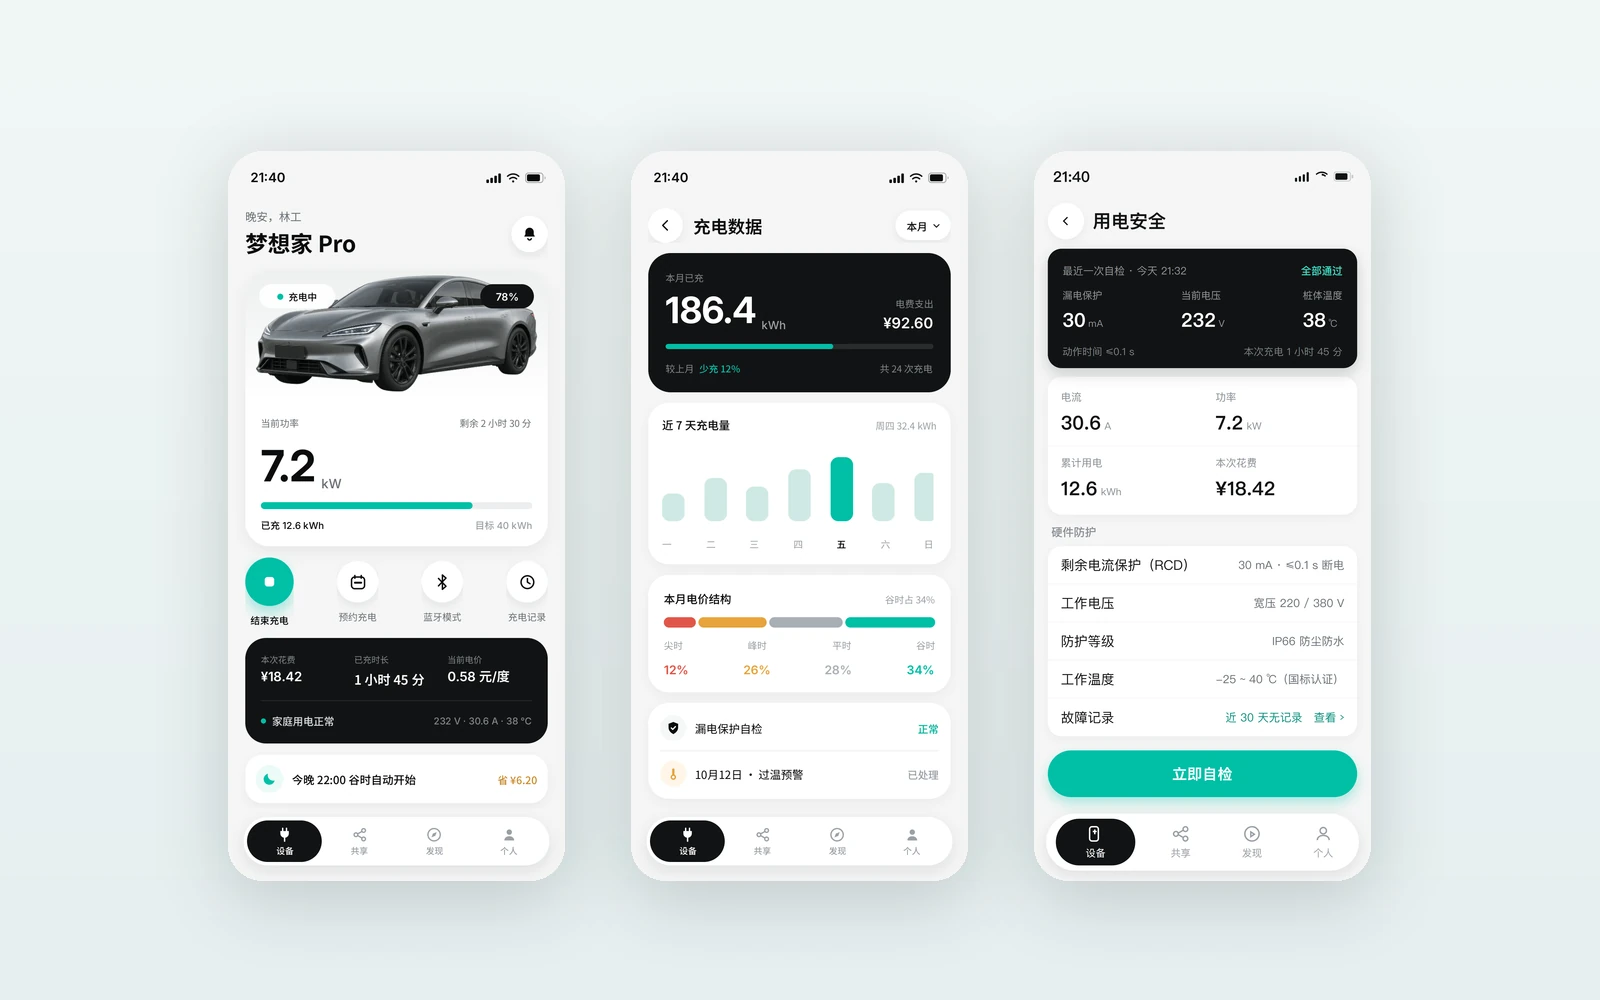 21:40
晚安，林工
梦想家 Pro
充电中
78%
当前功率
剩余 2 小时 30 分
7.2 kW
已充 12.6 kWh
目标 40 kWh
结束充电
预约充电
蓝牙模式
充电记录
本次花费
已充时长
当前电价
¥18.42
1 小时 45 分
0.58 元/度
家庭用电正常
232 V · 30.6 A · 38 °C
今晚 22:00 谷时自动开始
省 ¥6.20
设备
共享
发现
个人
21:40
充电数据
本月
本月已充
186.4 kWh
电费支出
¥92.60
较上月 少充 12%
共 24 次充电
近 7 天充电量
周四 32.4 kWh
一
二
三
四
五
六
日
本月电价结构
谷时占 34%
尖时
峰时
平时
谷时
12%
26%
28%
34%
漏电保护自检
正常
10月12日 · 过温预警
已处理
设备
共享
发现
个人
21:40
用电安全
最近一次自检 · 今天 21:32
全部通过
漏电保护
当前电压
桩体温度
30 mA
232 V
38 ℃
动作时间 ≤0.1 s
本次充电 1 小时 45 分
电流
功率
30.6 A
7.2 kW
累计用电
本次花费
12.6 kWh
¥18.42
硬件防护
剩余电流保护（RCD）
30 mA · ≤0.1 s 断电
工作电压
宽压 220 / 380 V
防护等级
IP66 防尘防水
工作温度
−25 ~ 40 ℃（国标认证）
故障记录
近 30 天无记录 查看 ›
立即自检
设备
共享
发现
个人